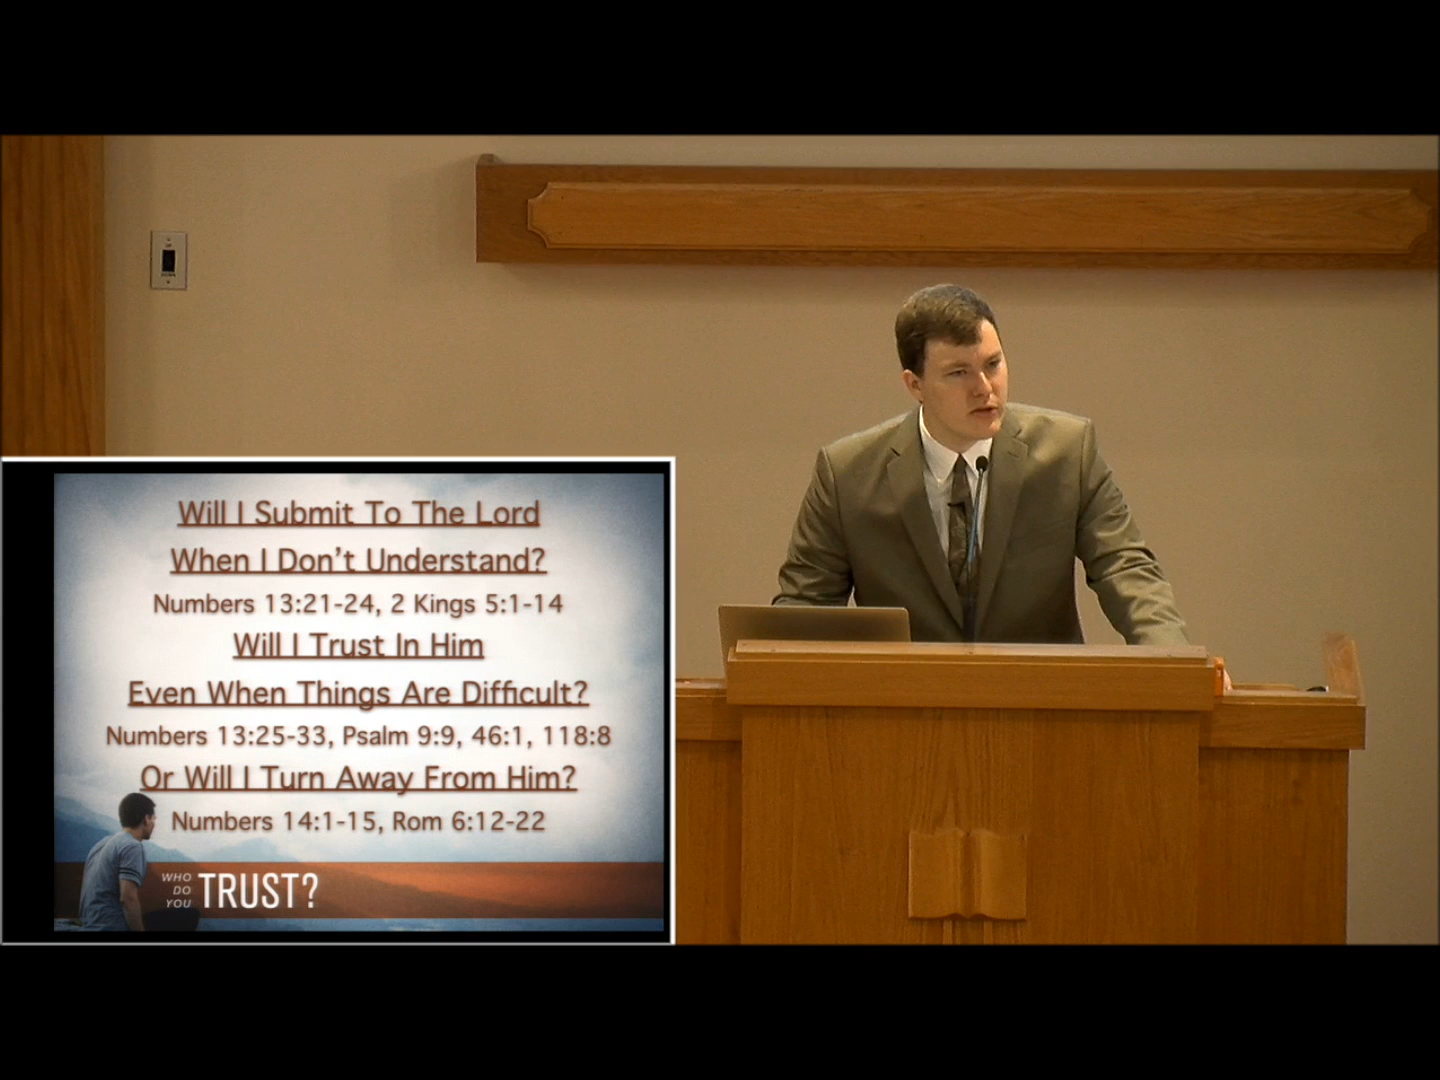 Will I Submit To The Lord
When I Don't Understand?
Numbers 13:21-24, 2 Kings 5:1-14
Will I Trust In Him
Even When Things Are Difficult?
Numbers 13:25-33, Psalm 9:9, 46:1, 118:8
Or Will I Turn Away From Him?
Numbers 14:1-15, Rom 6:12-22
WHO
DO
YOU
TRUST?